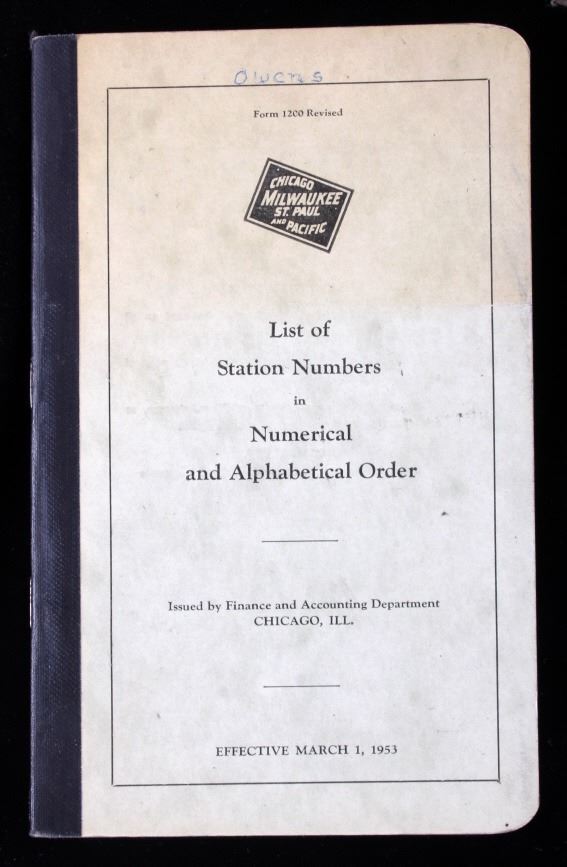 Owens
Form 1200 Revised
CHICAGO
MILWAUKEE
ST. PAUL
AND PACIFIC
List of
Station Numbers
in
Numerical
and Alphabetical Order
Issued by Finance and Accounting Department
CHICAGO, ILL.
EFFECTIVE MARCH 1, 1953